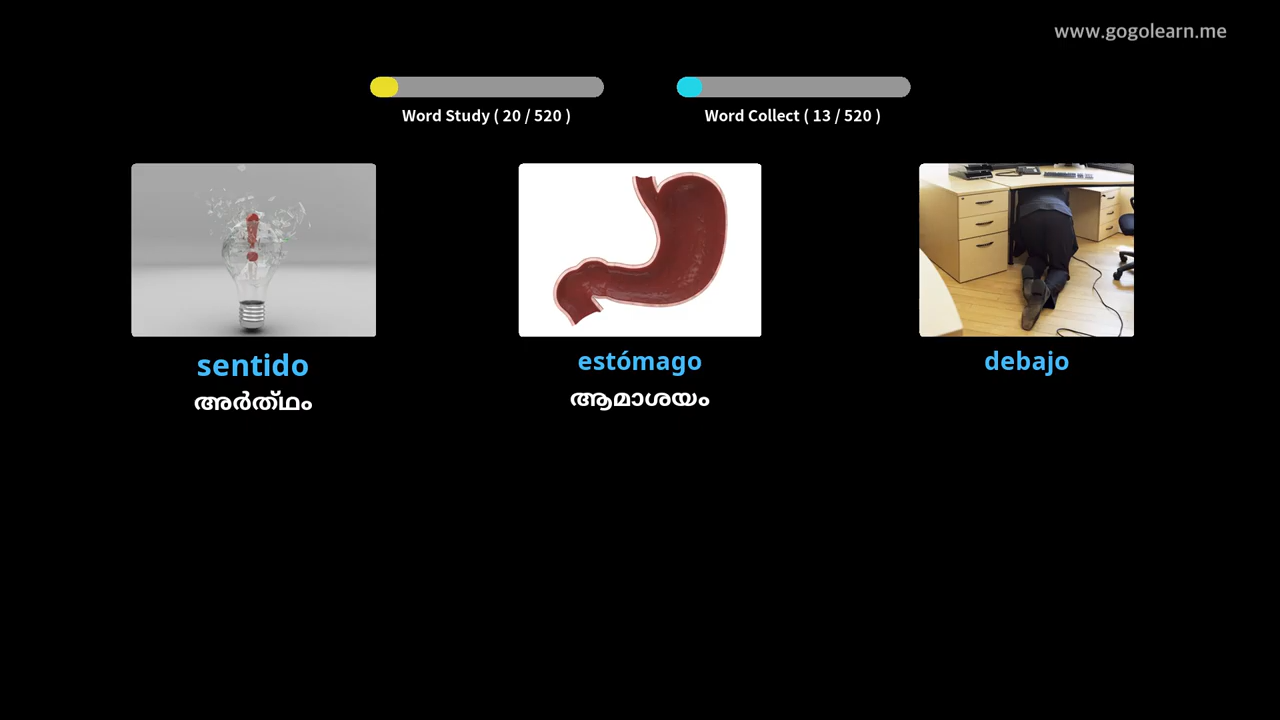 www.gogolearn.me
Word Study ( 20 / 520 )
Word Collect ( 13 / 520 )
sentido
അർത്ഥം
estómago
ആമാശയം
debajo